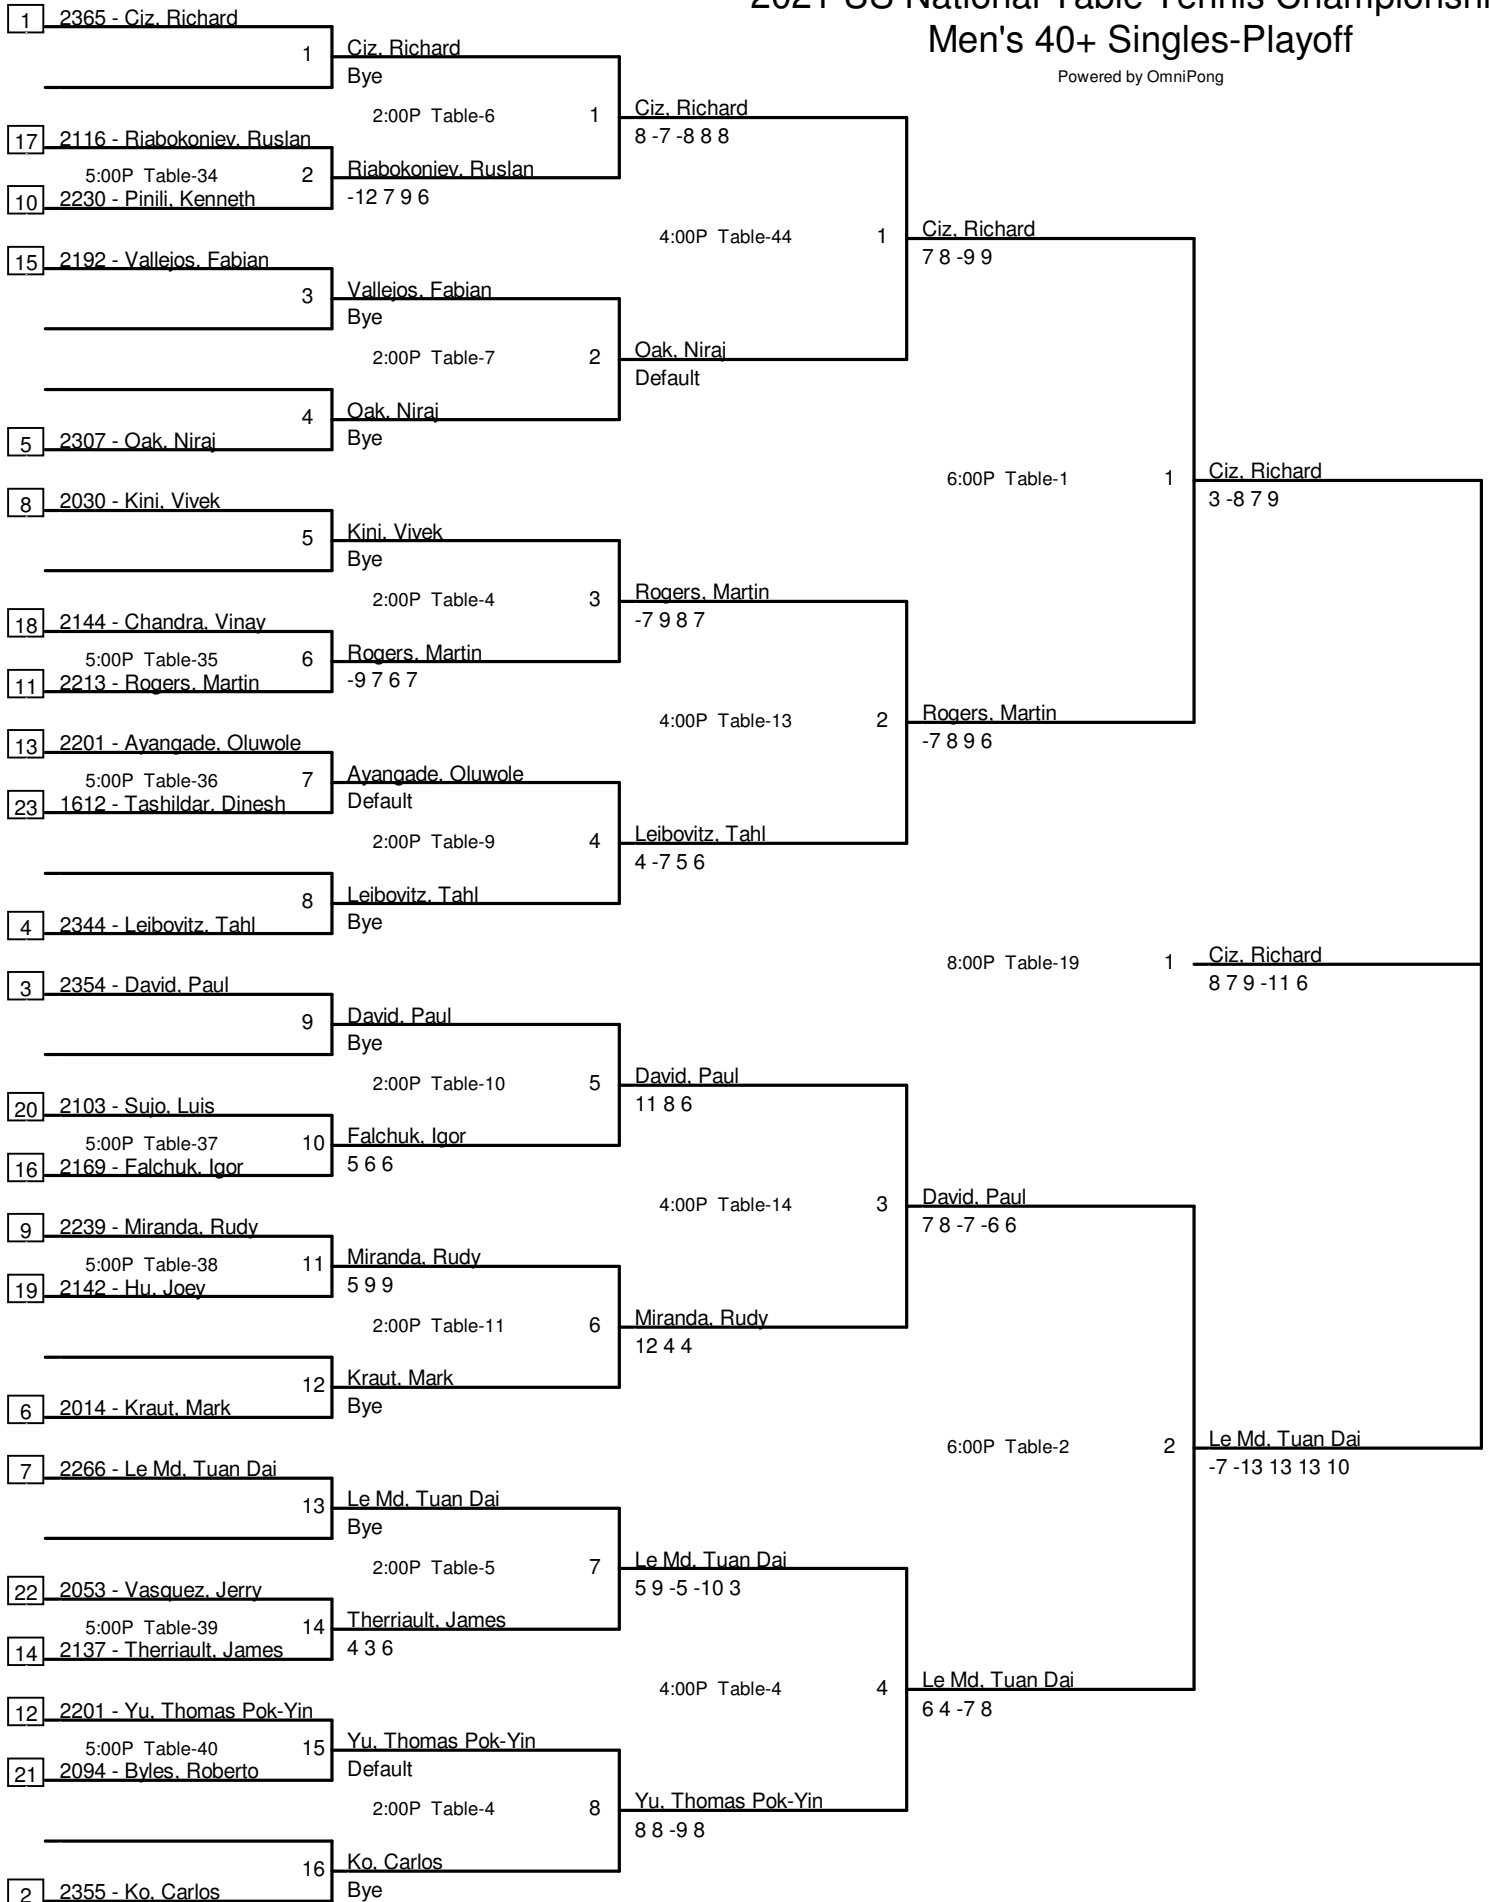 2021 US National Table Tennis Championshi
Men's 40+ Singles-Playoff
Powered by OmniPong
1 2365 - Ciz, Richard
1 Ciz, Richard
Bye
2:00P Table-6 1 Ciz, Richard
8 -7 -8 8 8
17 2116 - Riabokoniev, Ruslan
5:00P Table-34 2 Riabokoniev, Ruslan
10 2230 - Pinili, Kenneth
-12 7 9 6
4:00P Table-44 1 Ciz, Richard
7 8 -9 9
15 2192 - Vallejos, Fabian
3 Vallejos, Fabian
Bye
2:00P Table-7 2 Oak, Niraj
Default
4 Oak, Niraj
5 2307 - Oak, Niraj
Bye
6:00P Table-1 1 Ciz, Richard
3 -8 7 9
8 2030 - Kini, Vivek
5 Kini, Vivek
Bye
2:00P Table-4 3 Rogers, Martin
-7 9 8 7
18 2144 - Chandra, Vinay
5:00P Table-35 6 Rogers, Martin
11 2213 - Rogers, Martin
-9 7 6 7
4:00P Table-13 2 Rogers, Martin
-7 8 9 6
13 2201 - Ayangade, Oluwole
5:00P Table-36 7 Ayangade, Oluwole
23 1612 - Tashildar, Dinesh
Default
2:00P Table-9 4 Leibovitz, Tahl
4 -7 5 6
8 Leibovitz, Tahl
4 2344 - Leibovitz, Tahl
Bye
8:00P Table-19 1 Ciz, Richard
8 7 9 -11 6
3 2354 - David, Paul
9 David, Paul
Bye
2:00P Table-10 5 David, Paul
11 8 6
20 2103 - Sujo, Luis
5:00P Table-37 10 Falchuk, Igor
16 2169 - Falchuk, Igor
5 6 6
4:00P Table-14 3 David, Paul
7 8 -7 -6 6
9 2239 - Miranda, Rudy
5:00P Table-38 11 Miranda, Rudy
19 2142 - Hu, Joey
5 9 9
2:00P Table-11 6 Miranda, Rudy
12 4 4
12 Kraut, Mark
6 2014 - Kraut, Mark
Bye
6:00P Table-2 2 Le Md, Tuan Dai
-7 -13 13 13 10
7 2266 - Le Md, Tuan Dai
13 Le Md, Tuan Dai
Bye
2:00P Table-5 7 Le Md, Tuan Dai
5 9 -5 -10 3
22 2053 - Vasquez, Jerry
5:00P Table-39 14 Therriault, James
14 2137 - Therriault, James
4 3 6
4:00P Table-4 4 Le Md, Tuan Dai
6 4 -7 8
12 2201 - Yu, Thomas Pok-Yin
5:00P Table-40 15 Yu, Thomas Pok-Yin
21 2094 - Byles, Roberto
Default
2:00P Table-4 8 Yu, Thomas Pok-Yin
8 8 -9 8
16 Ko, Carlos
2 2355 - Ko, Carlos
Bye